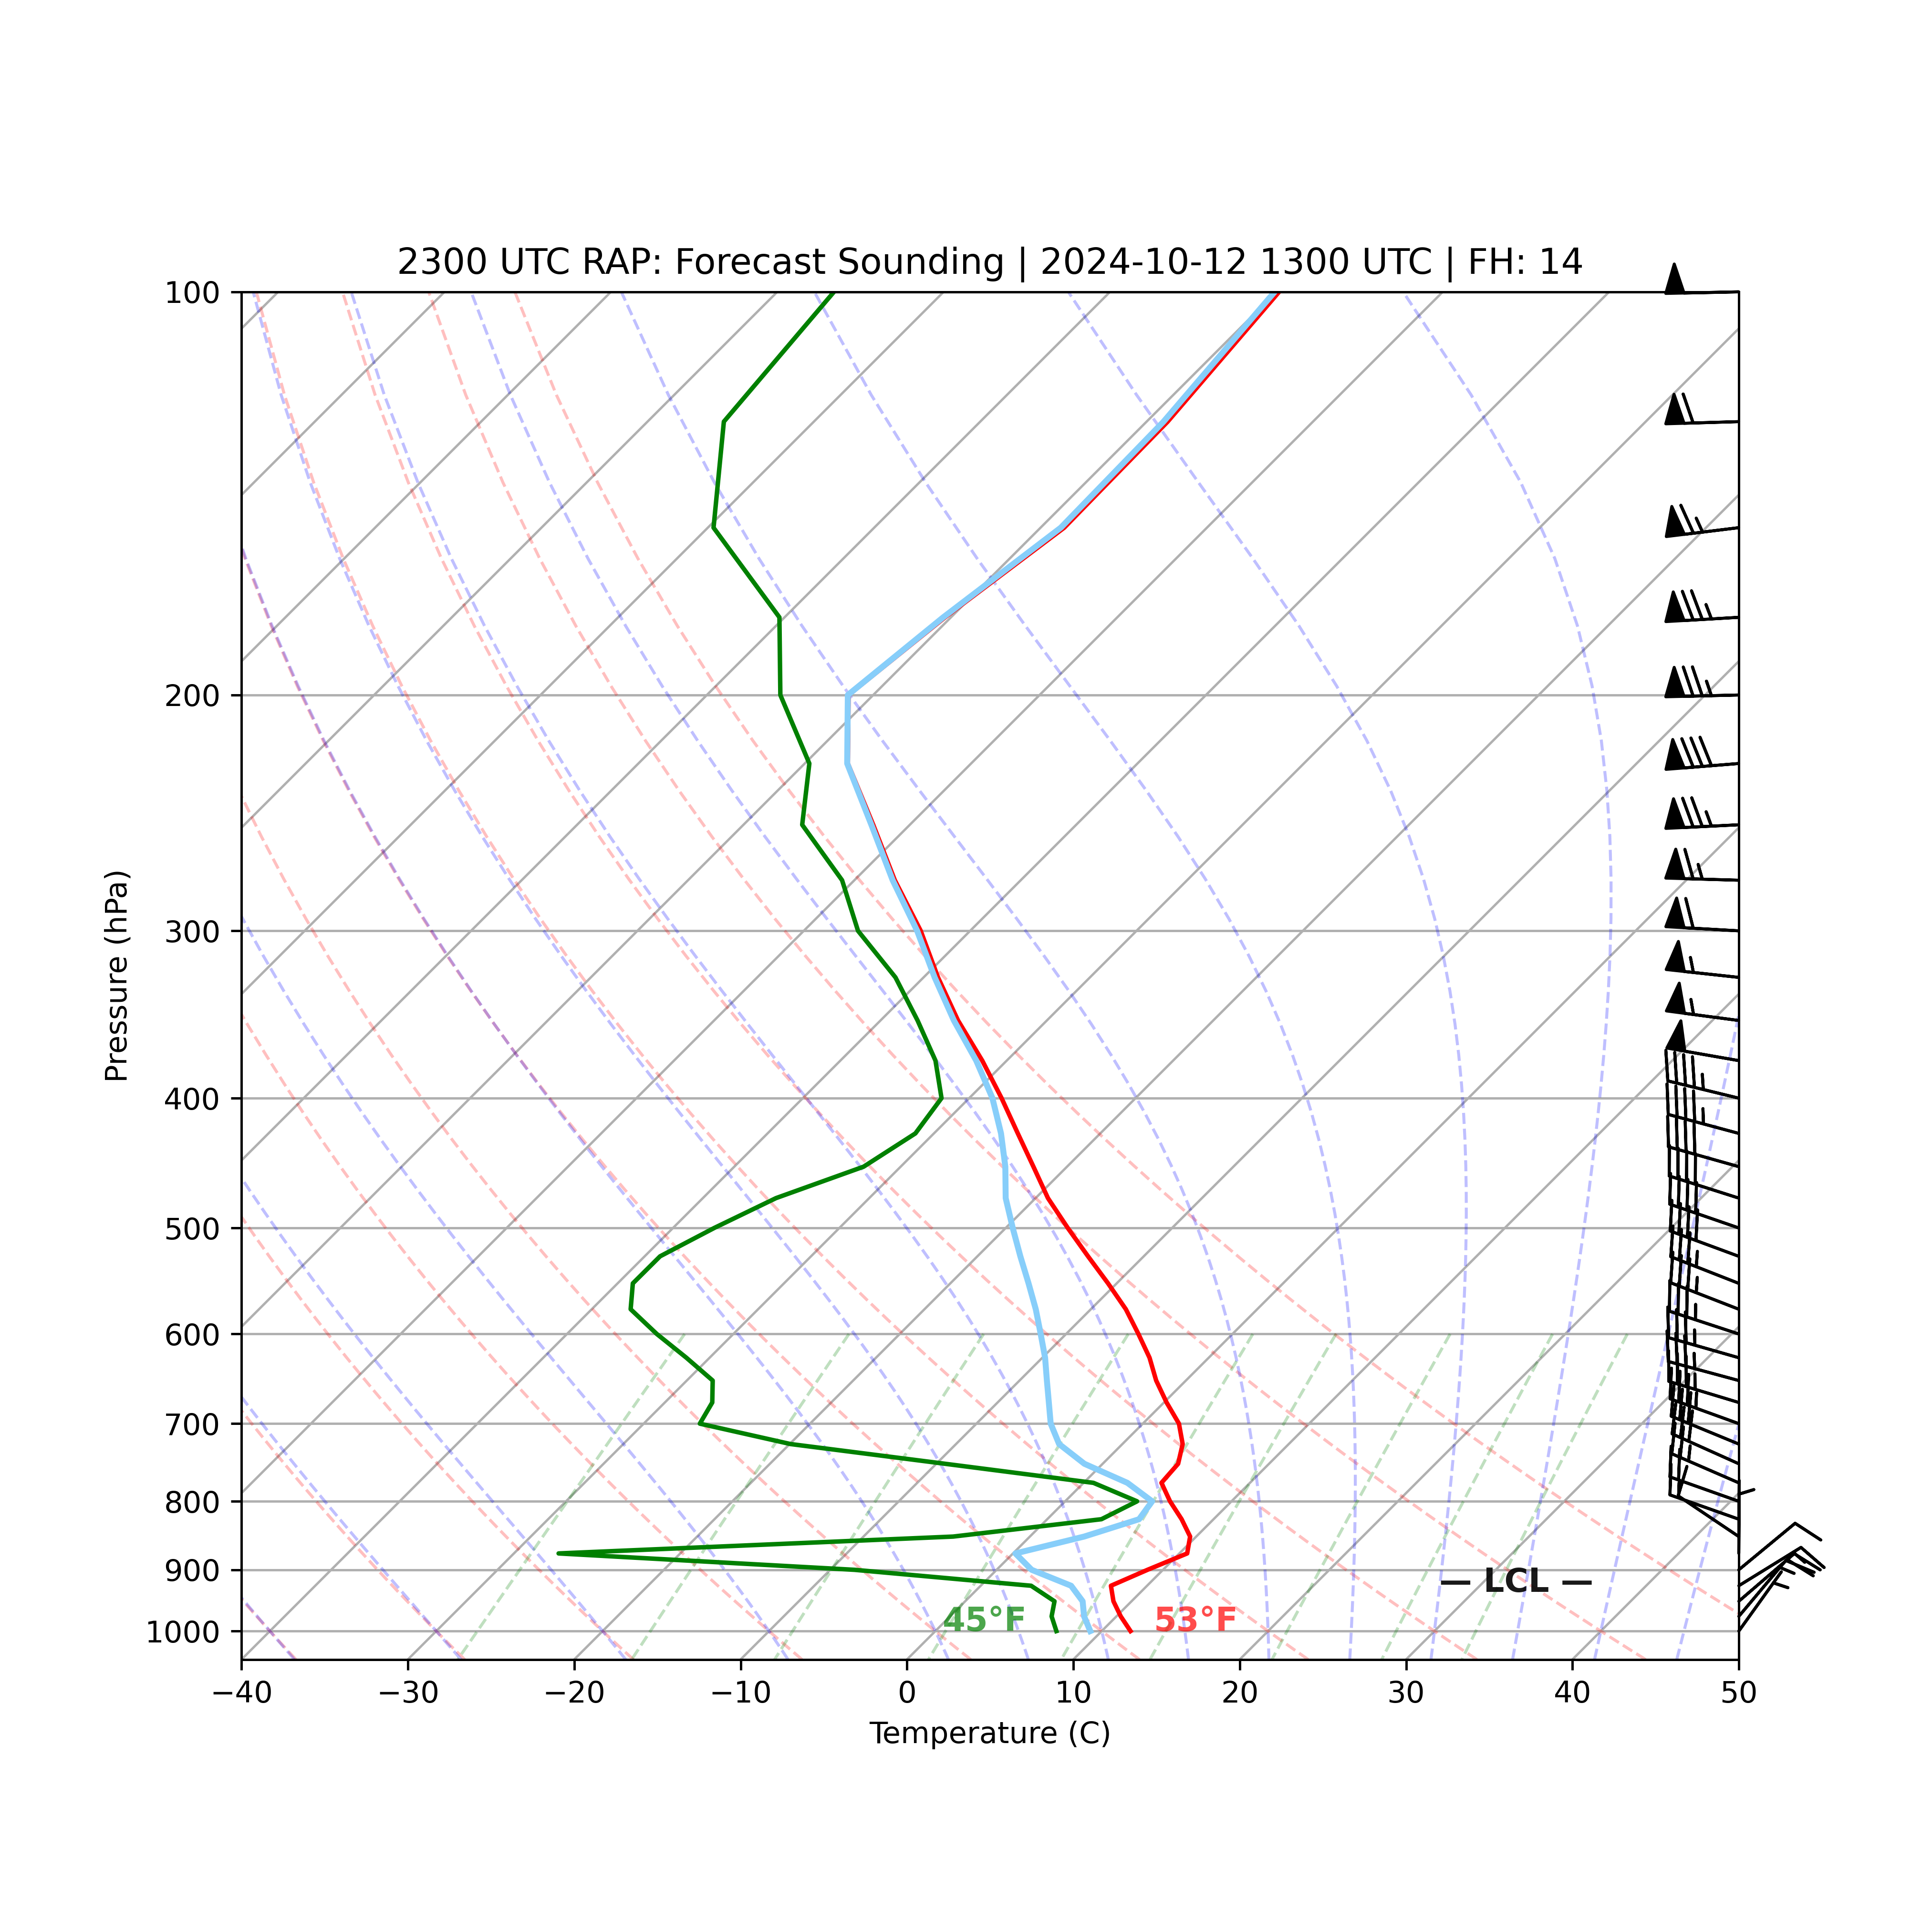 2300 UTC RAP: Forecast Sounding | 2024-10-12 1300 UTC | FH: 14
100
200
300
400
500
600
700
800
900
1000
Pressure (hPa)
— LCL —
45°F
53°F
−40 −30 −20 −10 0 10 20 30 40 50
Temperature (C)